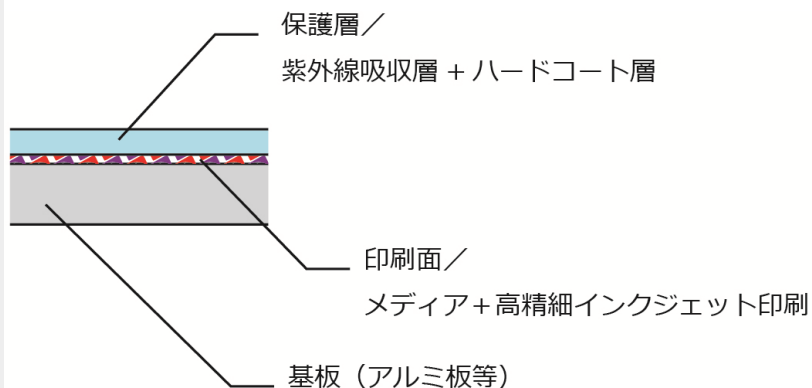 保護層／
紫外線吸収層 + ハードコート層
印刷面／
メディア＋高精細インクジェット印刷
基板（アルミ板等）